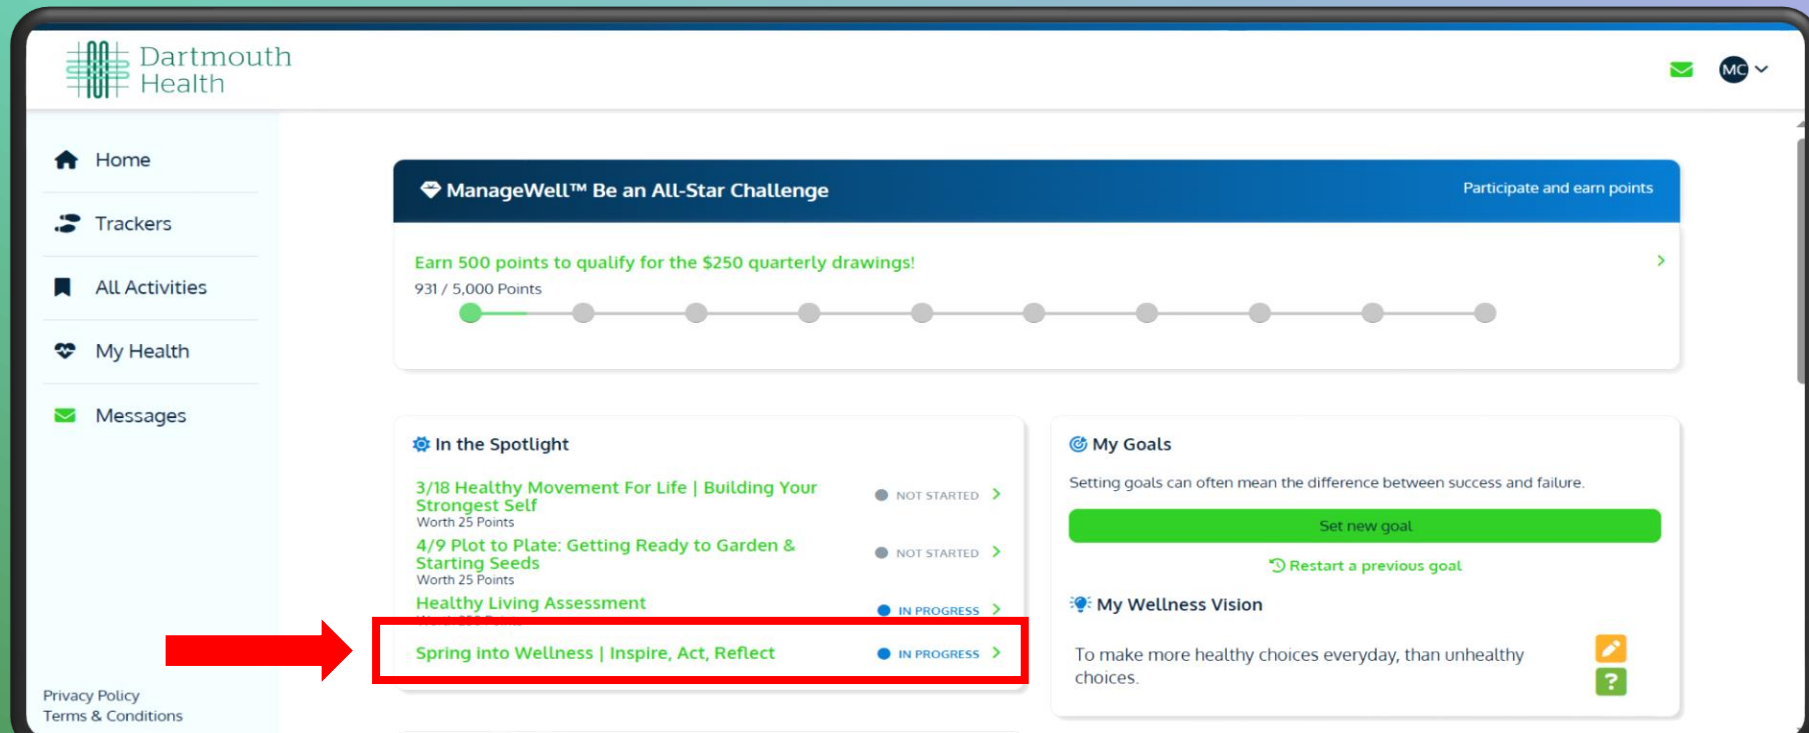 Dartmouth
Health
MC
Home
Trackers
All Activities
My Health
Messages
Privacy Policy
Terms & Conditions
ManageWell™ Be an All-Star Challenge
Participate and earn points
Earn 500 points to qualify for the $250 quarterly drawings!
931 / 5,000 Points
In the Spotlight
3/18 Healthy Movement For Life | Building Your
Strongest Self
Worth 25 Points
NOT STARTED
4/9 Plot to Plate: Getting Ready to Garden &
Starting Seeds
Worth 25 Points
NOT STARTED
Healthy Living Assessment
IN PROGRESS
Spring into Wellness | Inspire, Act, Reflect
IN PROGRESS
My Goals
Setting goals can often mean the difference between success and failure.
Set new goal
Restart a previous goal
My Wellness Vision
To make more healthy choices everyday, than unhealthy
choices.
?